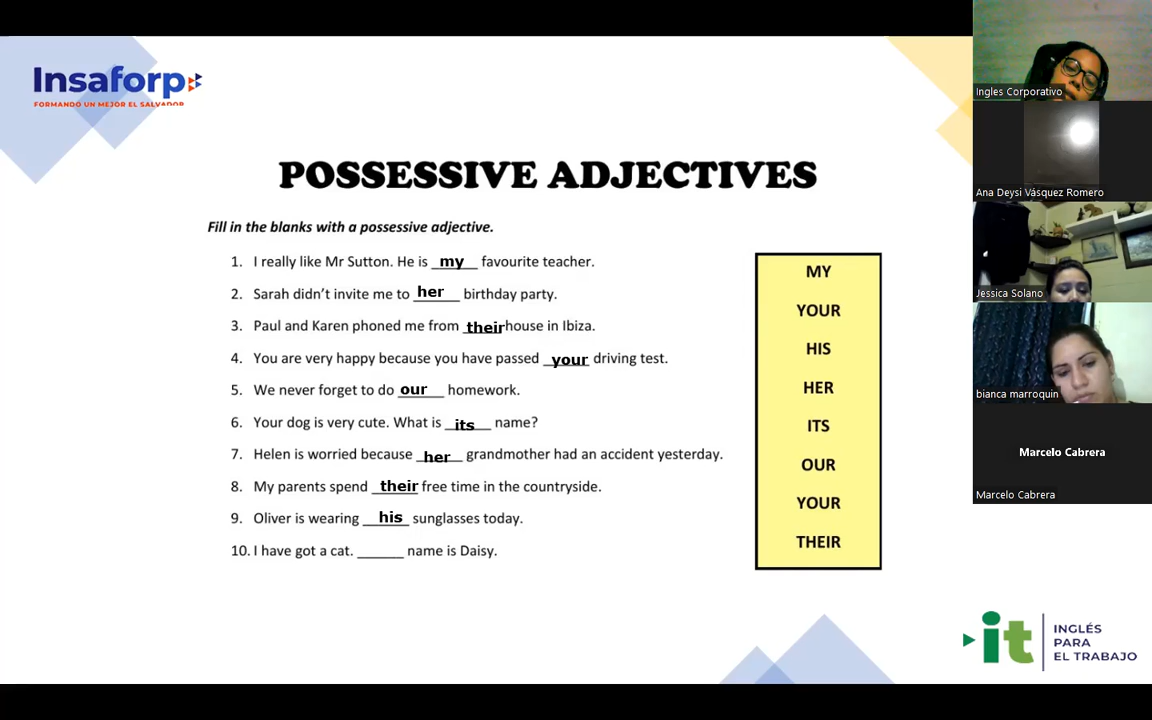 Insaforp
FORMANDO UN MEJOR EL SALVADOR
POSSESSIVE ADJECTIVES
Fill in the blanks with a possessive adjective.
1. I really like Mr Sutton. He is my favourite teacher.
2. Sarah didn't invite me to her birthday party.
3. Paul and Karen phoned me from their house in Ibiza.
4. You are very happy because you have passed your driving test.
5. We never forget to do our homework.
6. Your dog is very cute. What is its name?
7. Helen is worried because her grandmother had an accident yesterday.
8. My parents spend their free time in the countryside.
9. Oliver is wearing his sunglasses today.
10. I have got a cat. ______ name is Daisy.
MY
YOUR
HIS
HER
ITS
OUR
YOUR
THEIR
it
INGLÉS
PARA
EL TRABAJO
Ingles Corporativo
Ana Deysi Vásquez Romero
Jessica Solano
bianca marroquin
Marcelo Cabrera
Marcelo Cabrera